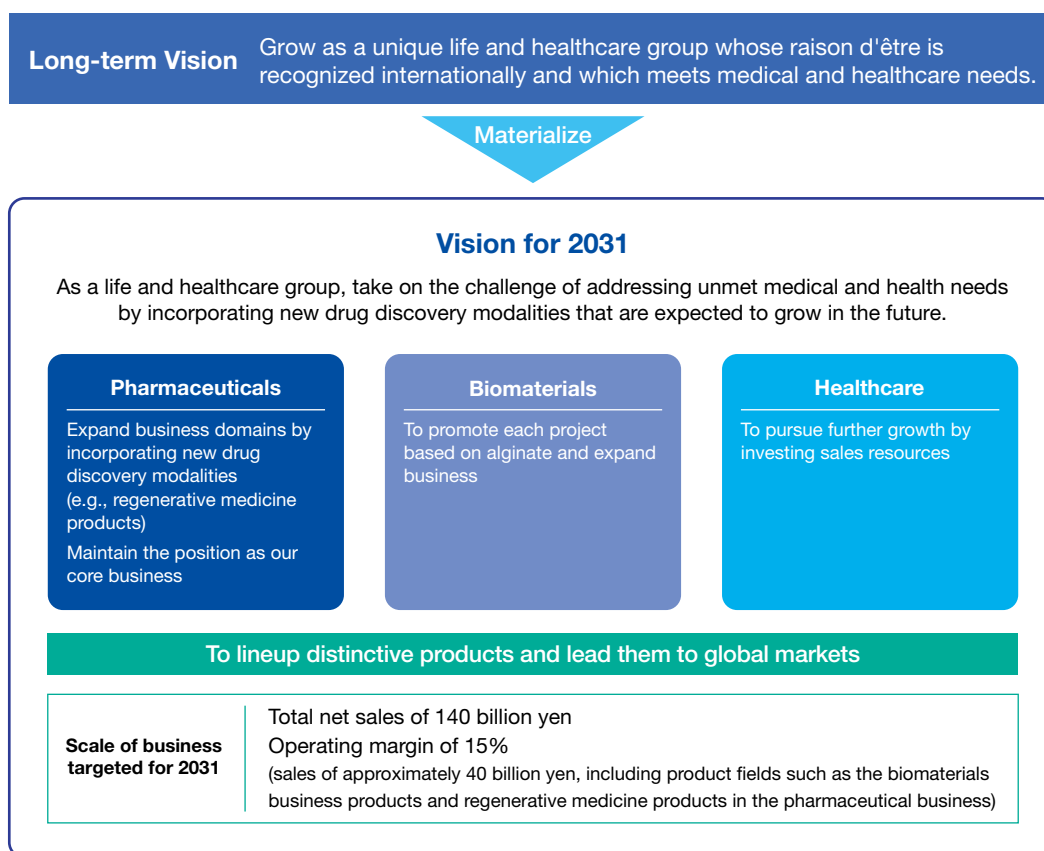 Long-term Vision
Grow as a unique life and healthcare group whose raison d'être is
recognized internationally and which meets medical and healthcare needs.
Materialize
Vision for 2031
As a life and healthcare group, take on the challenge of addressing unmet medical and health needs
by incorporating new drug discovery modalities that are expected to grow in the future.
Pharmaceuticals
Expand business domains by
incorporating new drug
discovery modalities
(e.g., regenerative medicine
products)
Maintain the position as our
core business
Biomaterials
To promote each project
based on alginate and expand
business
Healthcare
To pursue further growth by
investing sales resources
To lineup distinctive products and lead them to global markets
Scale of business
targeted for 2031
Total net sales of 140 billion yen
Operating margin of 15%
(sales of approximately 40 billion yen, including product fields such as the biomaterials
business products and regenerative medicine products in the pharmaceutical business)